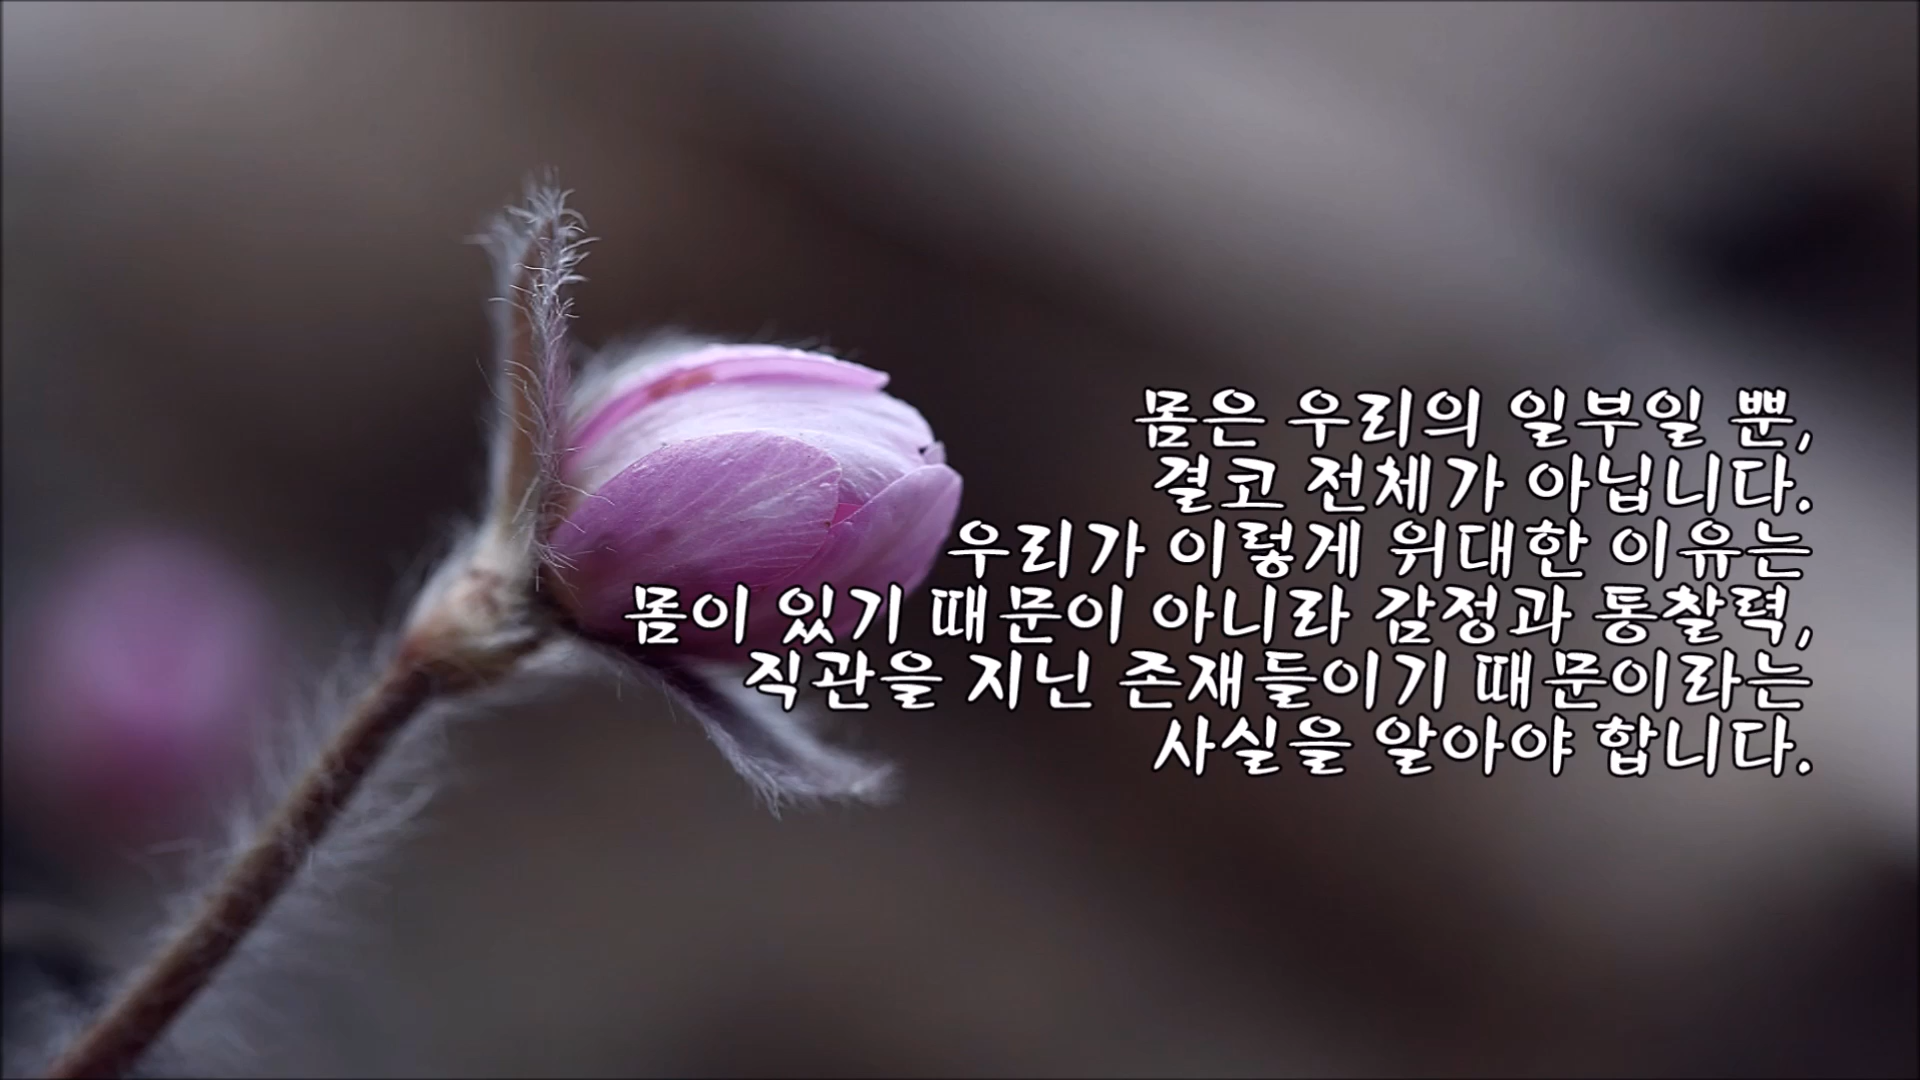 몸은 우리의 일부일 뿐,
결코 전체가 아닙니다.
우리가 이렇게 위대한 이유는
몸이 있기 때문이 아니라 감정과 통찰력,
직관을 지닌 존재들이기 때문이라는
사실을 알아야 합니다.